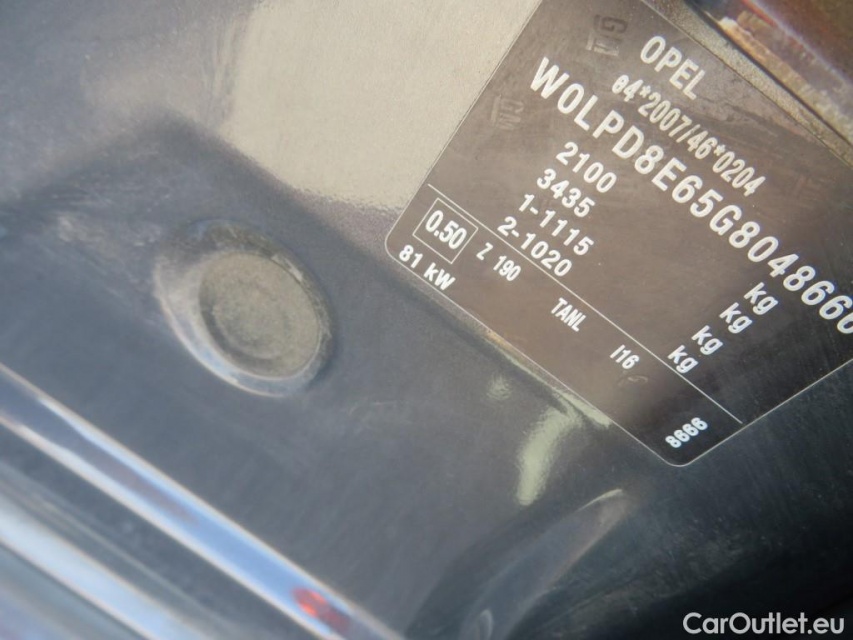 OPEL
e4*2007/46*0204
W0LPD8E65G8048660
2100 kg
3435 kg
1-1115 kg
2-1020 kg
0.50 Z 190 TANL I16 8666
81 kW
CarOutlet.eu